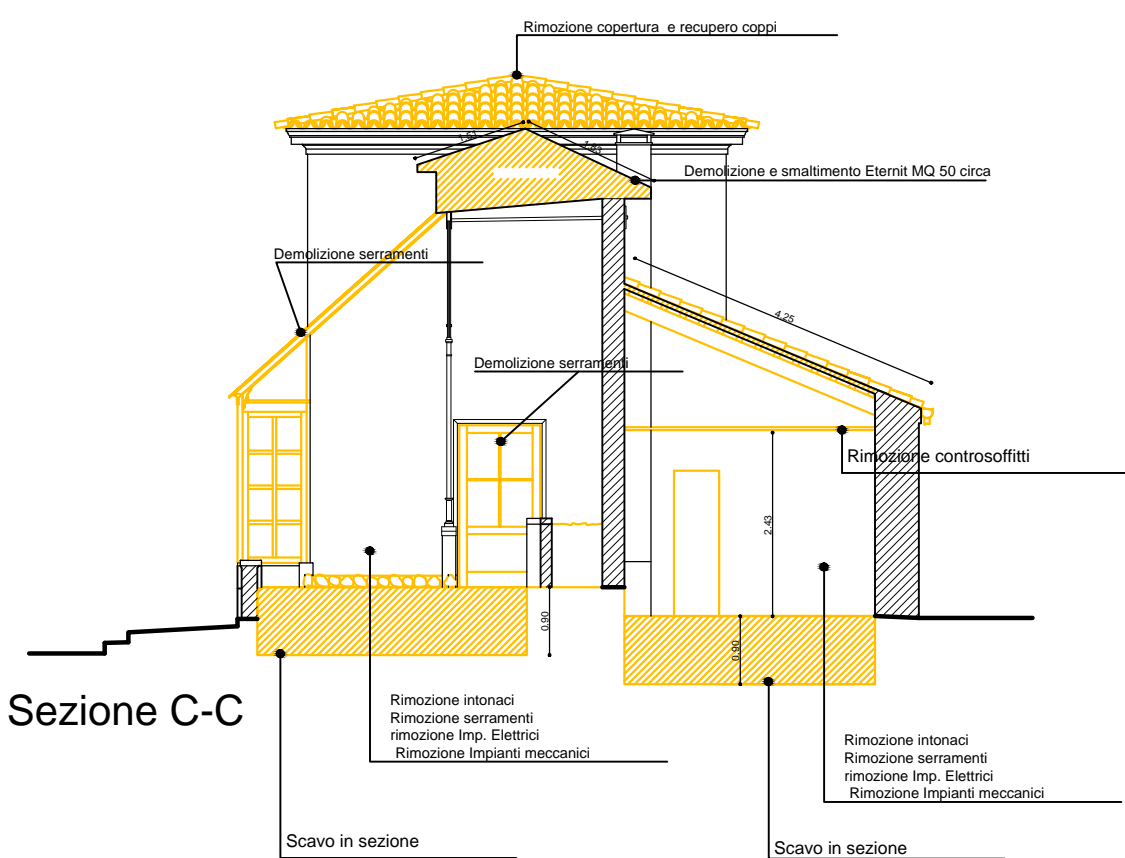 Rimozione copertura e recupero coppi
1.51
1.85
Demolizione e smaltimento Eternit MQ 50 circa
Demolizione serramenti
4.25
Demolizione serramenti
Rimozione controsoffitti
2.43
0.90
0.90
Sezione C-C
Rimozione intonaci
Rimozione serramenti
rimozione Imp. Elettrici
Rimozione Impianti meccanici
Rimozione intonaci
Rimozione serramenti
rimozione Imp. Elettrici
Rimozione Impianti meccanici
Scavo in sezione
Scavo in sezione